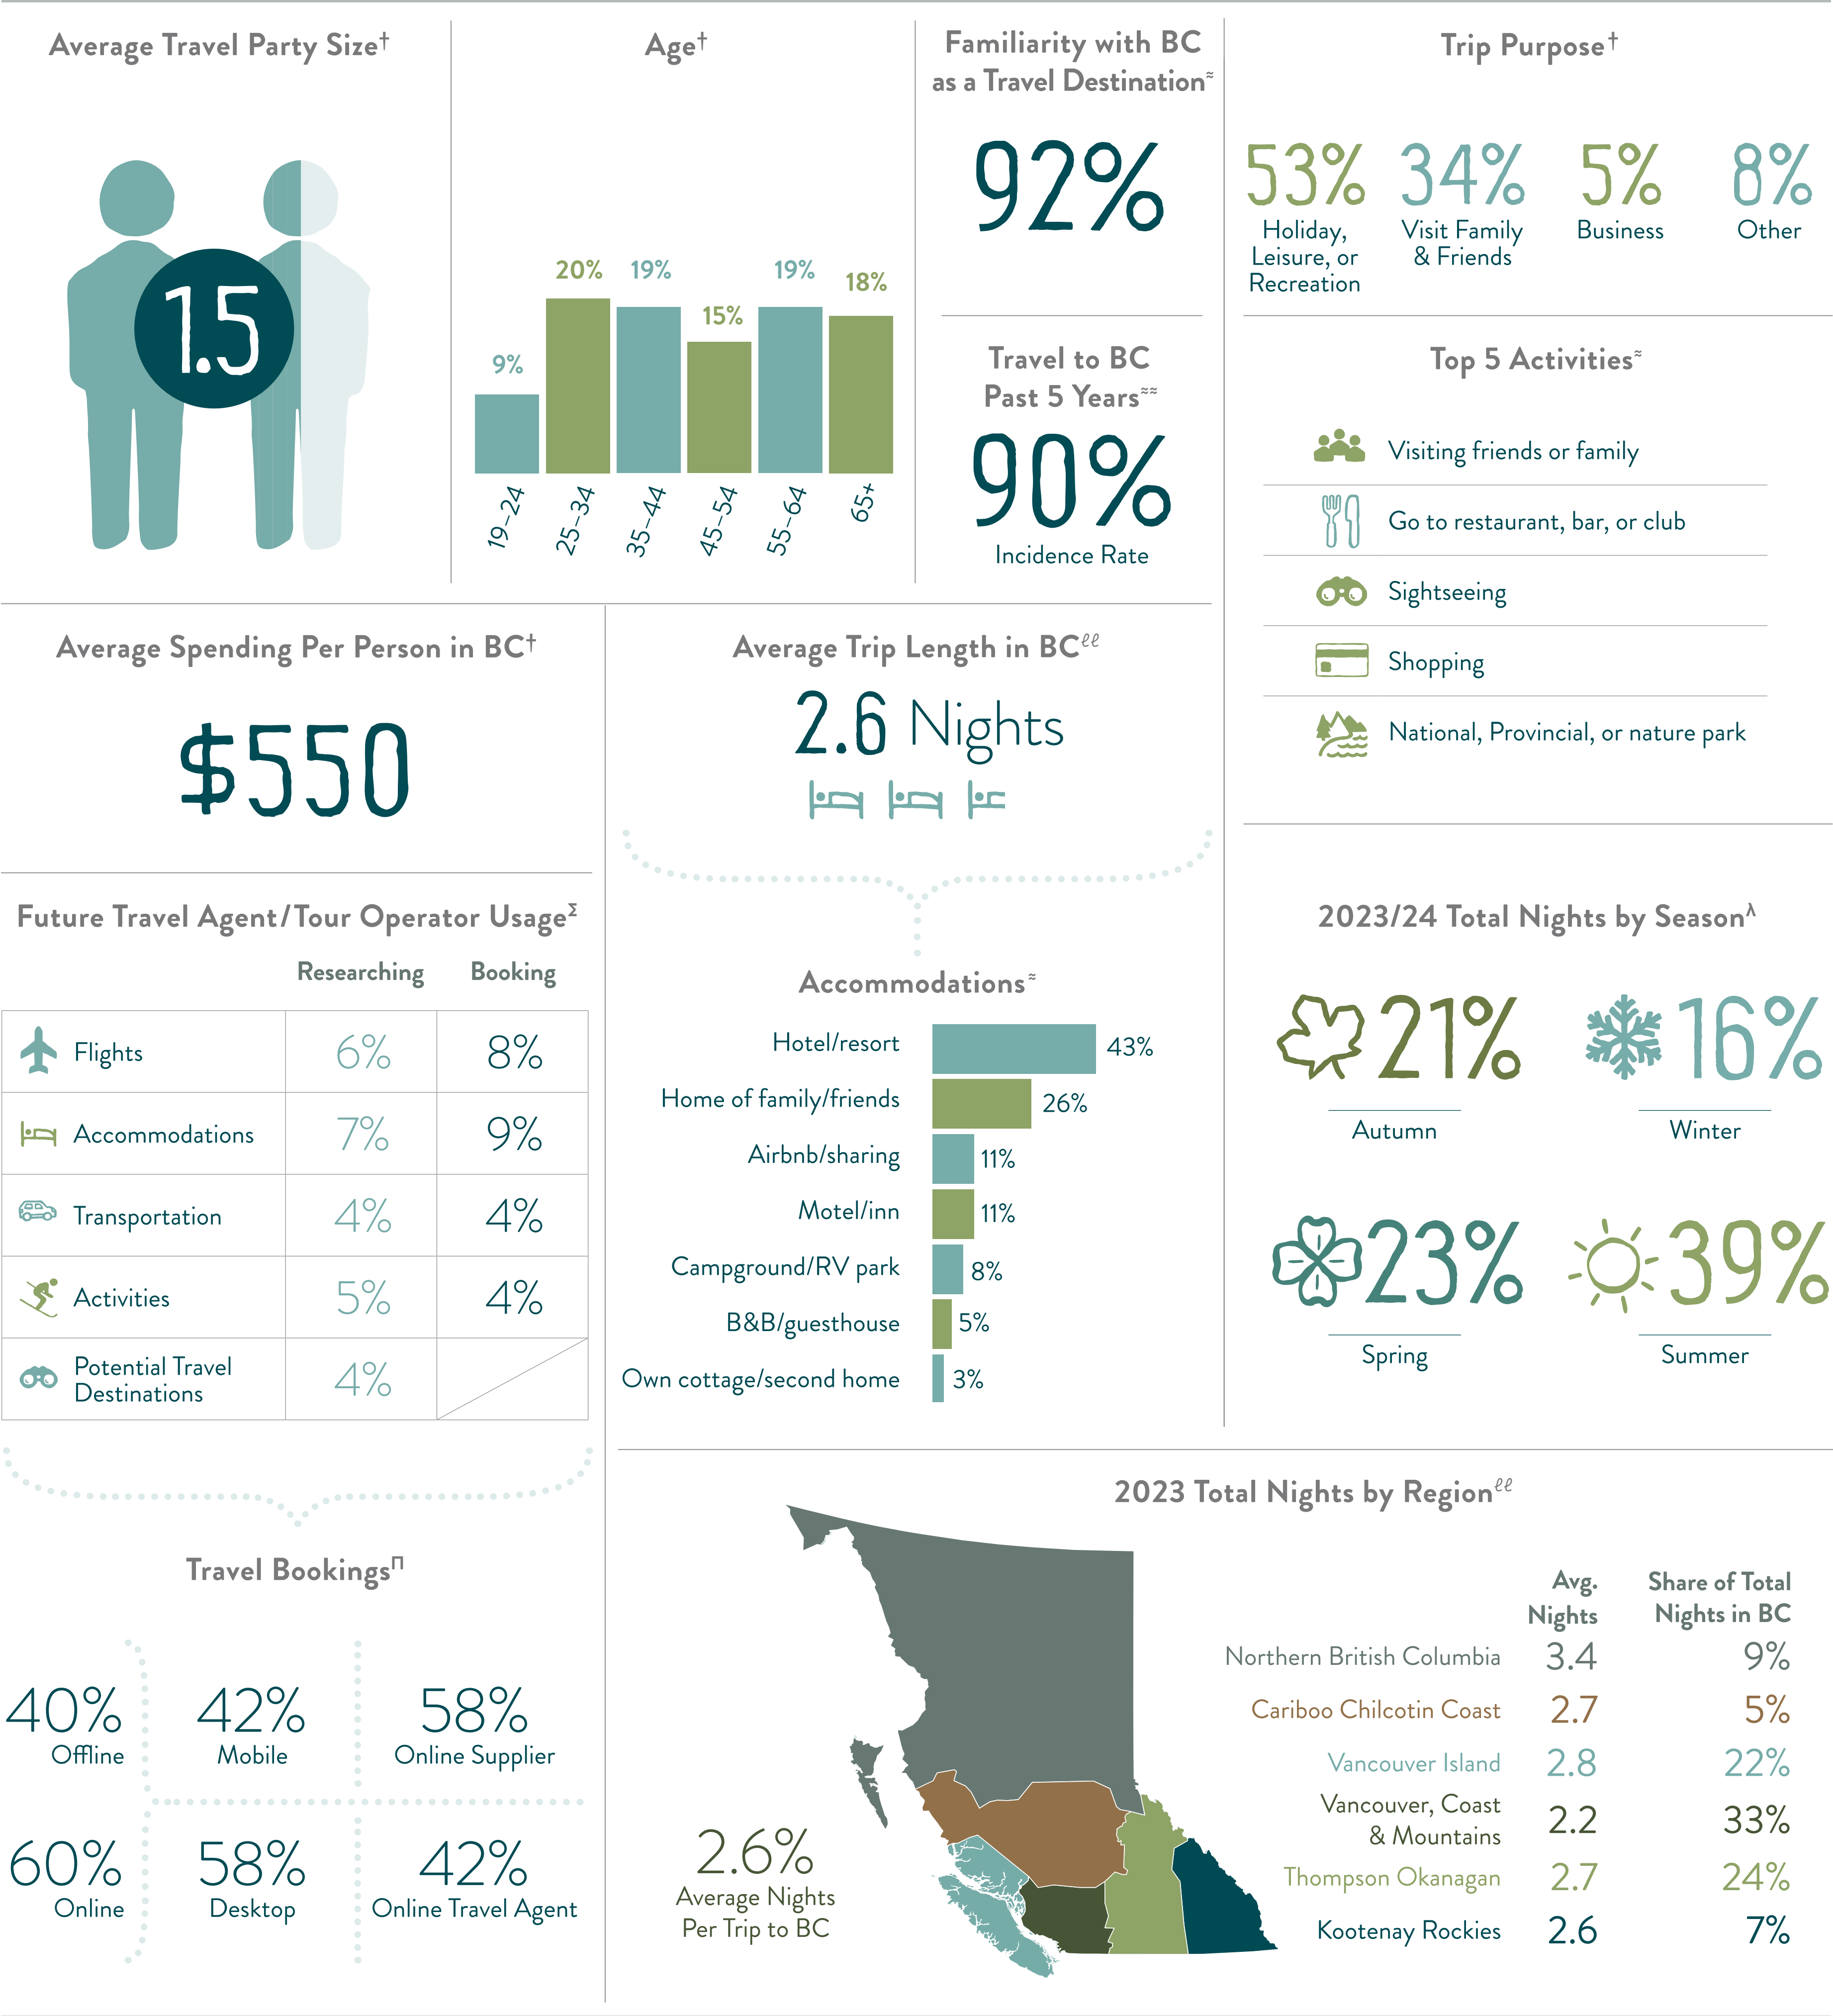 Average Travel Party Size†
1.5
Age†
20%
19%
19%
18%
15%
9%
19–24
25–34
35–44
45–54
55–64
65+
Familiarity with BC
as a Travel Destination≈
92%
Travel to BC
Past 5 Years≈≈
90%
Incidence Rate
Trip Purpose†
53%
Holiday,
Leisure, or
Recreation
34%
Visit Family
& Friends
5%
Business
8%
Other
Top 5 Activities≈
Visiting friends or family
Go to restaurant, bar, or club
Sightseeing
Shopping
National, Provincial, or nature park
Average Spending Per Person in BC†
$550
Average Trip Length in BCℓℓ
2.6 Nights
Future Travel Agent/Tour Operator UsageΣ
Researching Booking
Flights 6% 8%
Accommodations 7% 9%
Transportation 4% 4%
Activities 5% 4%
Potential Travel
Destinations 4%
Accommodations≈
Hotel/resort 43%
Home of family/friends 26%
Airbnb/sharing 11%
Motel/inn 11%
Campground/RV park 8%
B&B/guesthouse 5%
Own cottage/second home 3%
2023/24 Total Nights by Seasonλ
21%
Autumn
16%
Winter
23%
Spring
39%
Summer
Travel BookingsΠ
40%
Offline
42%
Mobile
58%
Online Supplier
60%
Online
58%
Desktop
42%
Online Travel Agent
2023 Total Nights by Regionℓℓ
2.6%
Average Nights
Per Trip to BC
Avg.
Nights
Share of Total
Nights in BC
Northern British Columbia 3.4 9%
Cariboo Chilcotin Coast 2.7 5%
Vancouver Island 2.8 22%
Vancouver, Coast
& Mountains 2.2 33%
Thompson Okanagan 2.7 24%
Kootenay Rockies 2.6 7%